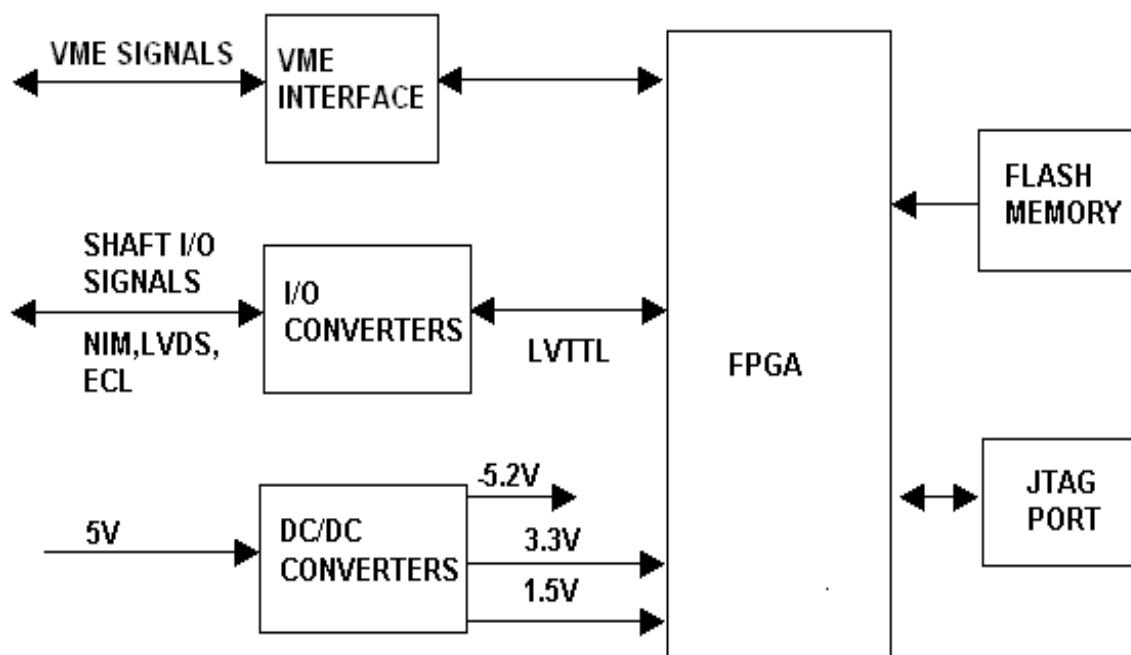 VME SIGNALS
VME
INTERFACE
FLASH
MEMORY
SHAFT I/O
SIGNALS
NIM,LVDS,
ECL
I/O
CONVERTERS
LVTTL
FPGA
5V
DC/DC
CONVERTERS
-5.2V
3.3V
1.5V
JTAG
PORT